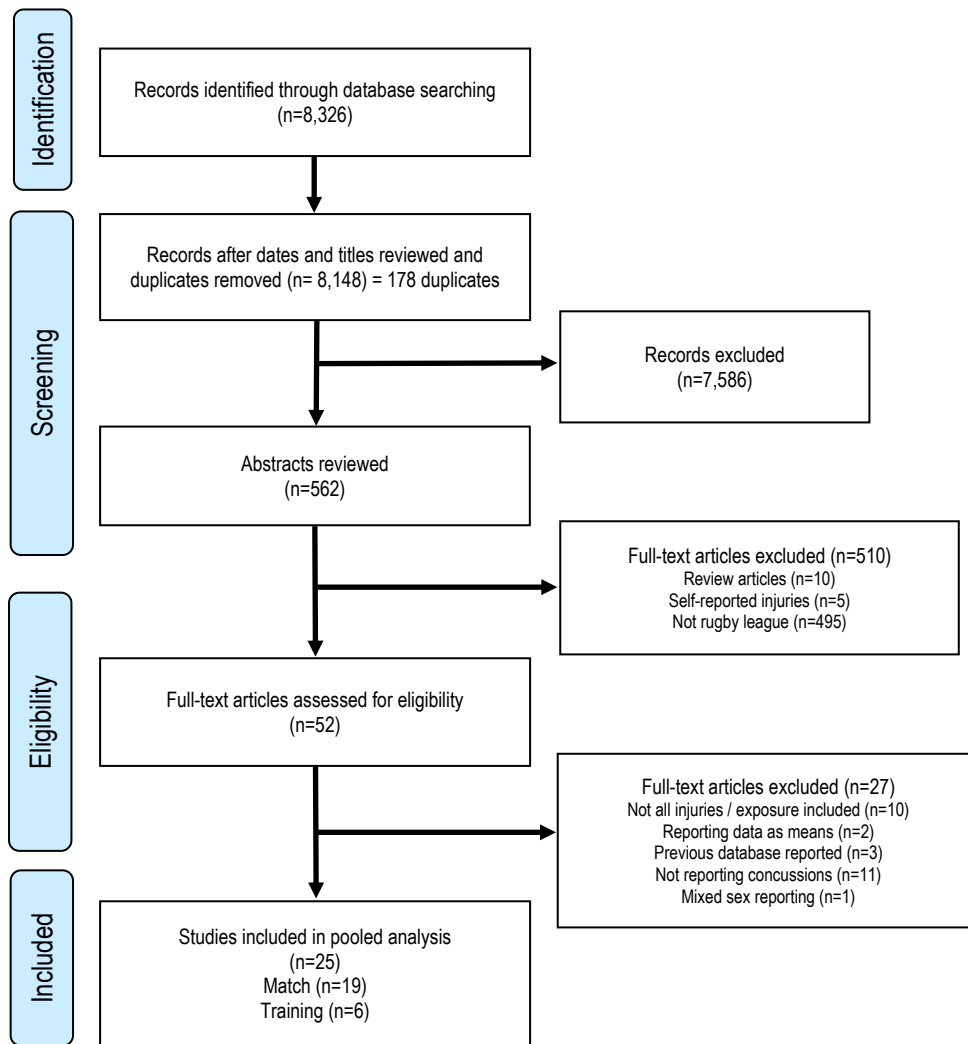 Identification
Records identified through database searching
(n=8,326)
Screening
Records after dates and titles reviewed and
duplicates removed (n= 8,148) = 178 duplicates
Records excluded
(n=7,586)
Abstracts reviewed
(n=562)
Full-text articles excluded (n=510)
Review articles (n=10)
Self-reported injuries (n=5)
Not rugby league (n=495)
Eligibility
Full-text articles assessed for eligibility
(n=52)
Full-text articles excluded (n=27)
Not all injuries / exposure included (n=10)
Reporting data as means (n=2)
Previous database reported (n=3)
Not reporting concussions (n=11)
Mixed sex reporting (n=1)
Included
Studies included in pooled analysis
(n=25)
Match (n=19)
Training (n=6)